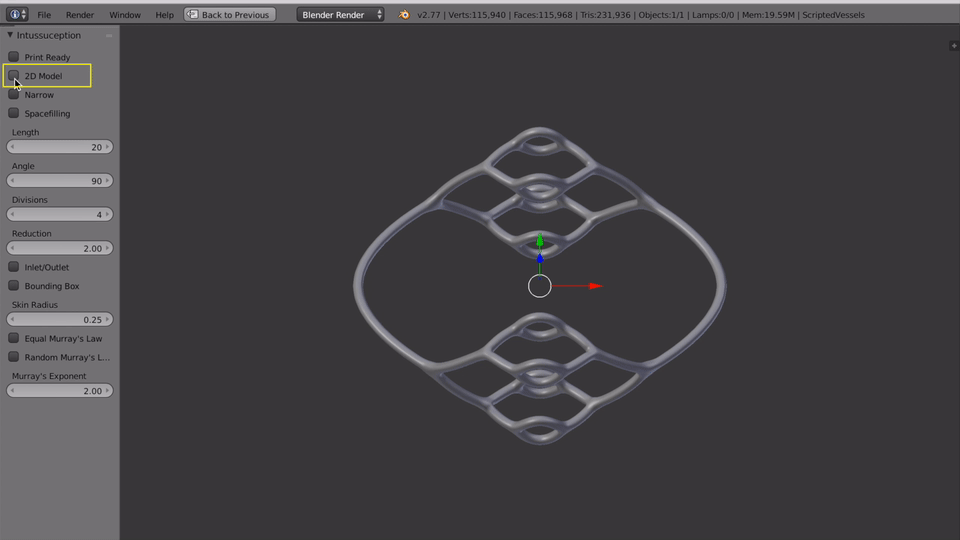 File Render Window Help Back to Previous Blender Render v2.77 | Verts:115,940 | Faces:115,968 | Tris:231,936 | Objects:1/1 | Lamps:0/0 | Mem:19.59M | ScriptedVessels
Intussuception
Print Ready
2D Model
Narrow
Spacefilling
Length
20
Angle
90
Divisions
4
Reduction
2.00
Inlet/Outlet
Bounding Box
Skin Radius
0.25
Equal Murray's Law
Random Murray's L...
Murray's Exponent
2.00